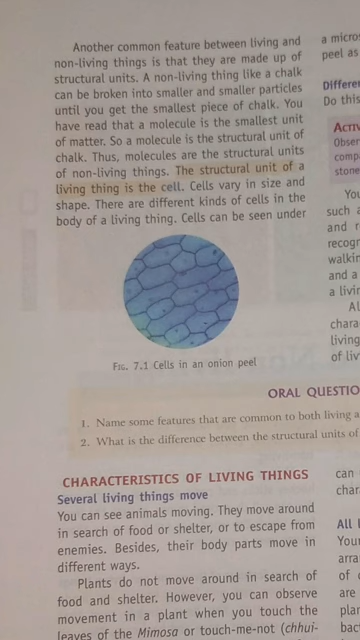 Another common feature between living and
non-living things is that they are made up of
structural units. A non-living thing like a chalk
can be broken into smaller and smaller particles
until you get the smallest piece of chalk. You
have read that a molecule is the smallest unit
of matter. So a molecule is the structural unit of
chalk. Thus, molecules are the structural units
of non-living things. The structural unit of a
living thing is the cell. Cells vary in size and
shape. There are different kinds of cells in the
body of a living thing. Cells can be seen under
FIG. 7.1 Cells in an onion peel
ORAL QUESTIO
1. Name some features that are common to both living a
2. What is the difference between the structural units of
CHARACTERISTICS OF LIVING THINGS
Several living things move
You can see animals moving. They move around
in search of food or shelter, or to escape from
enemies. Besides, their body parts move in
different ways.
Plants do not move around in search of
food and shelter. However, you can observe
movement in a plant when you touch the
leaves of the Mimosa or touch-me-not (chhui-
a micros
peel as
Differe
Do this
ACTIV
Obser
comp
stone
You
such a
and r
recogn
walkin
and a
a livin
Al
chara
living
of liv
can
char
All l
Your
arra
of c
are
plan
bact